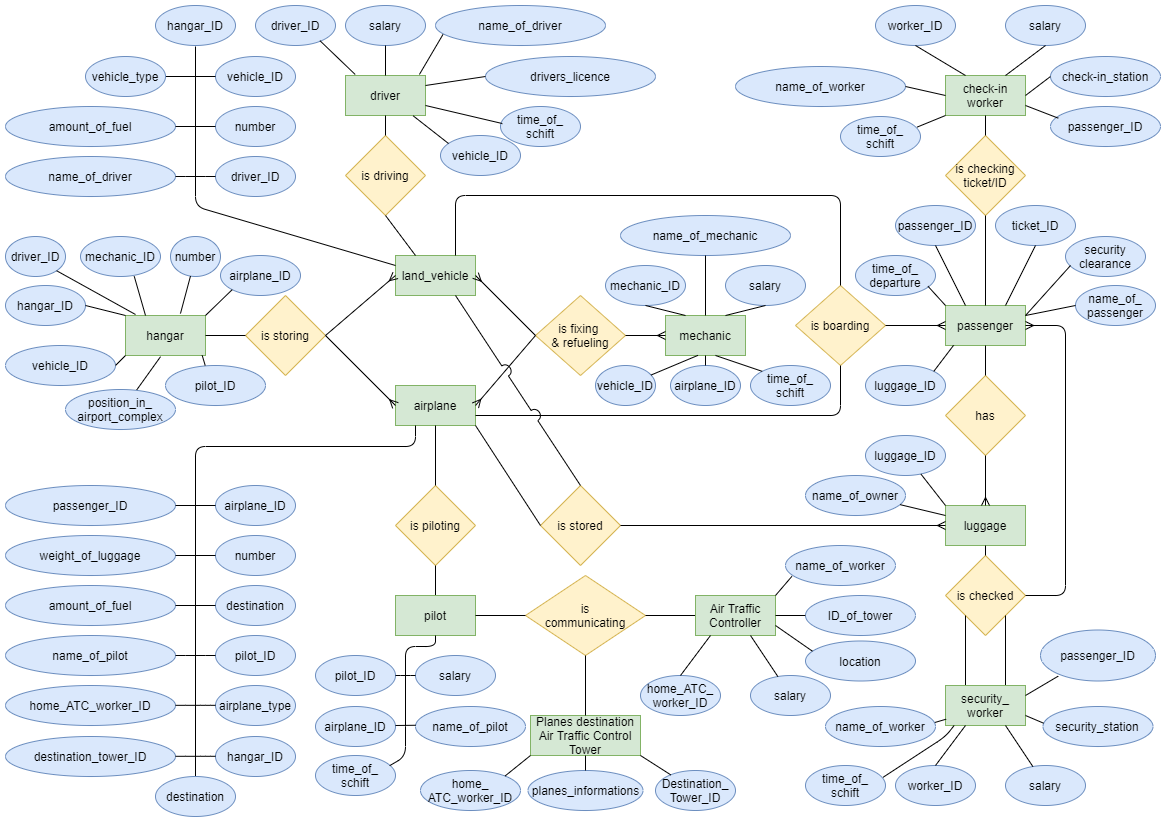 hangar_ID
driver_ID
salary
name_of_driver
worker_ID
salary
vehicle_type
vehicle_ID
drivers_licence
driver
name_of_worker
check-in
worker
check-in_station
amount_of_fuel
number
time_of_
schift
time_of_
schift
passenger_ID
vehicle_ID
name_of_driver
driver_ID
is driving
is checking
ticket/ID
driver_ID
mechanic_ID
number
airplane_ID
name_of_mechanic
passenger_ID
ticket_ID
security
clearance
land_vehicle
time_of_
departure
hangar_ID
mechanic_ID
salary
name_of_
passenger
hangar
is storing
is fixing
& refueling
mechanic
is boarding
passenger
vehicle_ID
pilot_ID
vehicle_ID
airplane_ID
time_of_
schift
luggage_ID
position_in_
airport_complex
airplane
has
luggage_ID
passenger_ID
airplane_ID
name_of_owner
is piloting
is stored
luggage
weight_of_luggage
number
name_of_worker
amount_of_fuel
destination
pilot
is
communicating
Air Traffic
Controller
ID_of_tower
is checked
name_of_pilot
pilot_ID
location
passenger_ID
pilot_ID
salary
home_ATC_
worker_ID
salary
home_ATC_worker_ID
airplane_type
security_
worker
airplane_ID
name_of_pilot
Planes destination
Air Traffic Control
Tower
name_of_worker
security_station
destination_tower_ID
hangar_ID
time_of_
schift
home_
ATC_worker_ID
planes_informations
Destination_
Tower_ID
time_of_
schift
worker_ID
salary
destination